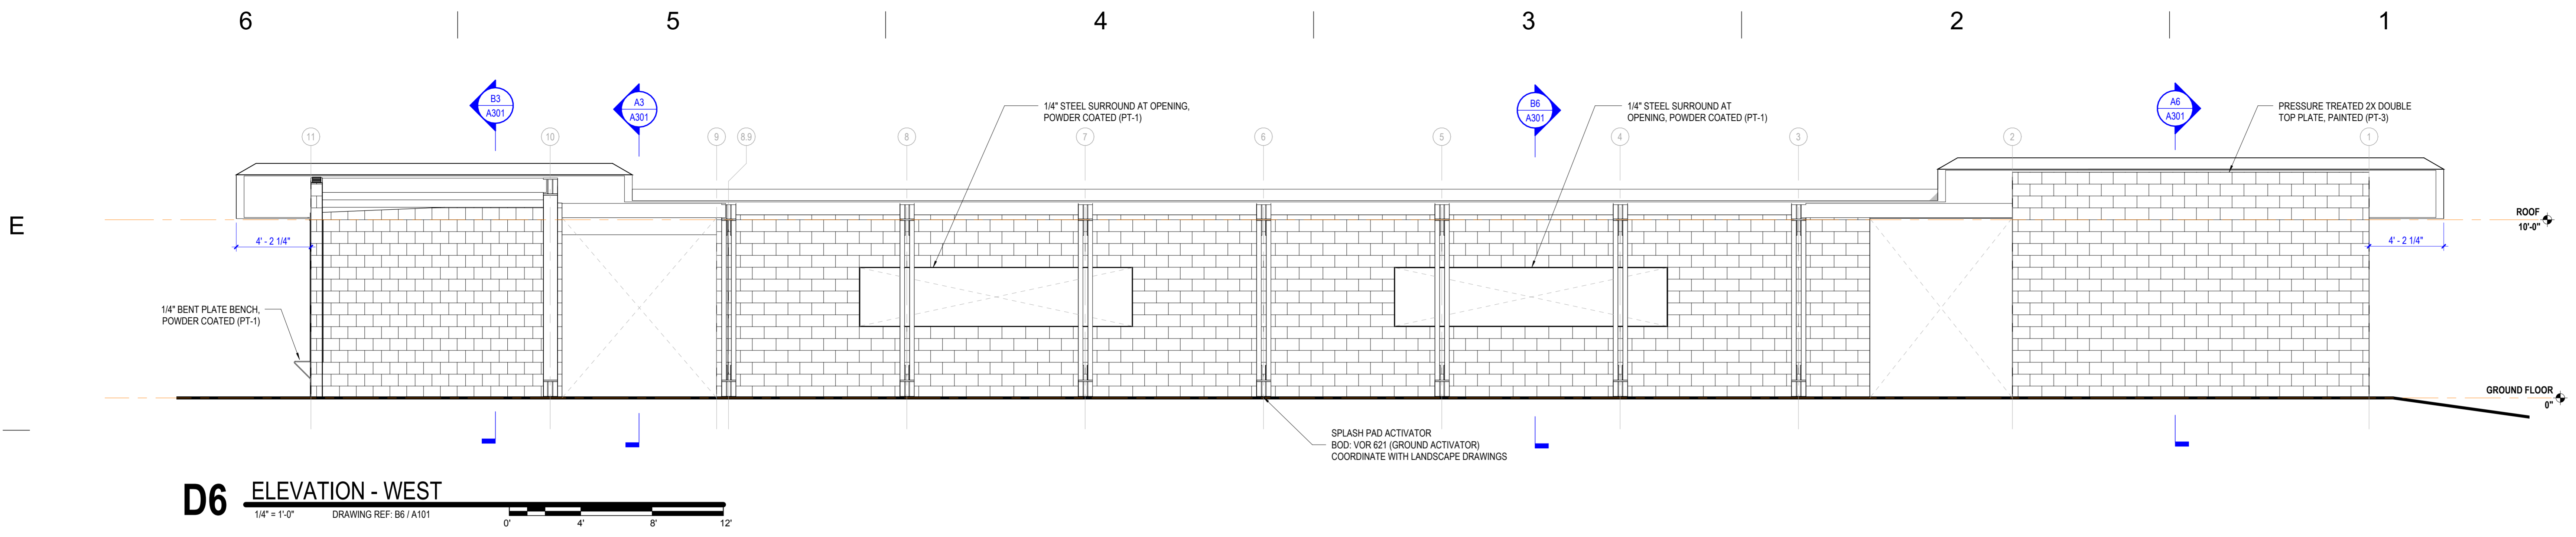 6 5 4 3 2 1
B3
A301
A3
A301
1/4" STEEL SURROUND AT OPENING,
POWDER COATED (PT-1)
B6
A301
1/4" STEEL SURROUND AT
OPENING, POWDER COATED (PT-1)
A6
A301
PRESSURE TREATED 2X DOUBLE
TOP PLATE, PAINTED (PT-3)
11 10 9 8.9 8 7 6 5 4 3 2 1
E
ROOF
10'-0"
4' - 2 1/4"
4' - 2 1/4"
1/4" BENT PLATE BENCH,
POWDER COATED (PT-1)
GROUND FLOOR
0"
SPLASH PAD ACTIVATOR
BOD: VOR 621 (GROUND ACTIVATOR)
COORDINATE WITH LANDSCAPE DRAWINGS
D6 ELEVATION - WEST
1/4" = 1'-0" DRAWING REF: B6 / A101
0' 4' 8' 12'